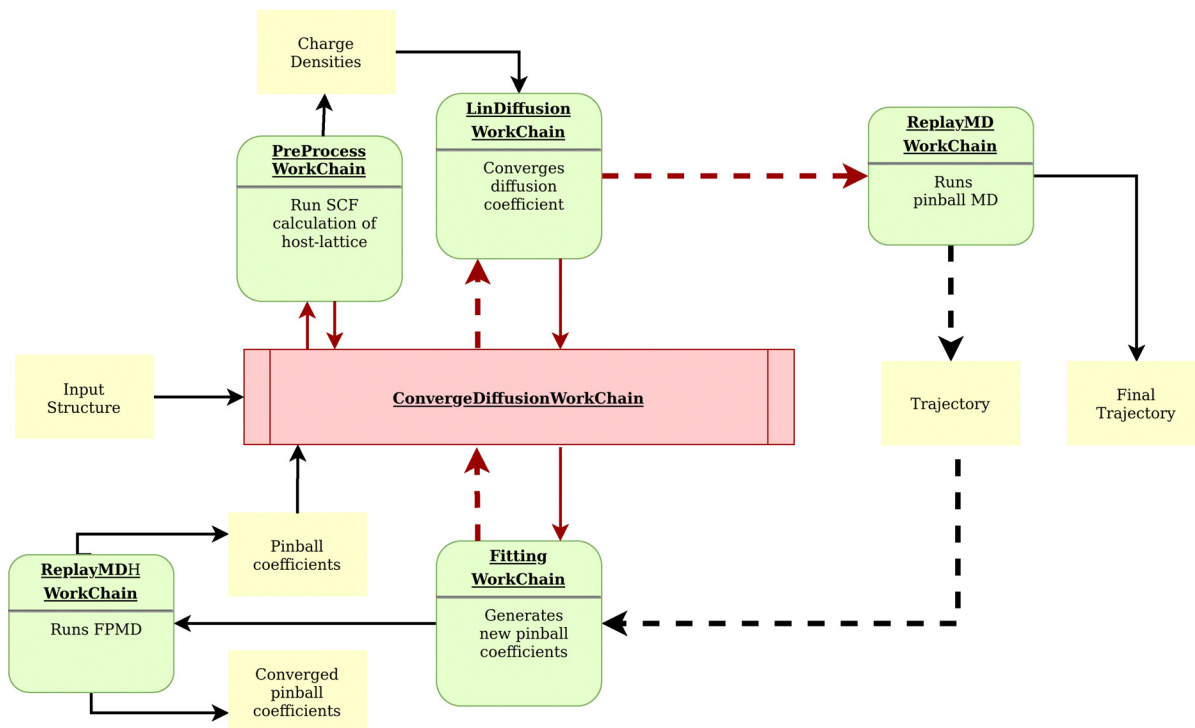 Charge
Densities
LinDiffusion
WorkChain
Converges
diffusion
coefficient
ReplayMD
WorkChain
Runs
pinball MD
PreProcess
WorkChain
Run SCF
calculation of
host-lattice
Input
Structure
ConvergeDiffusionWorkChain
Trajectory
Final
Trajectory
Pinball
coefficients
ReplayMDH
WorkChain
Runs FPMD
Fitting
WorkChain
Generates
new pinball
coefficients
Converged
pinball
coefficients